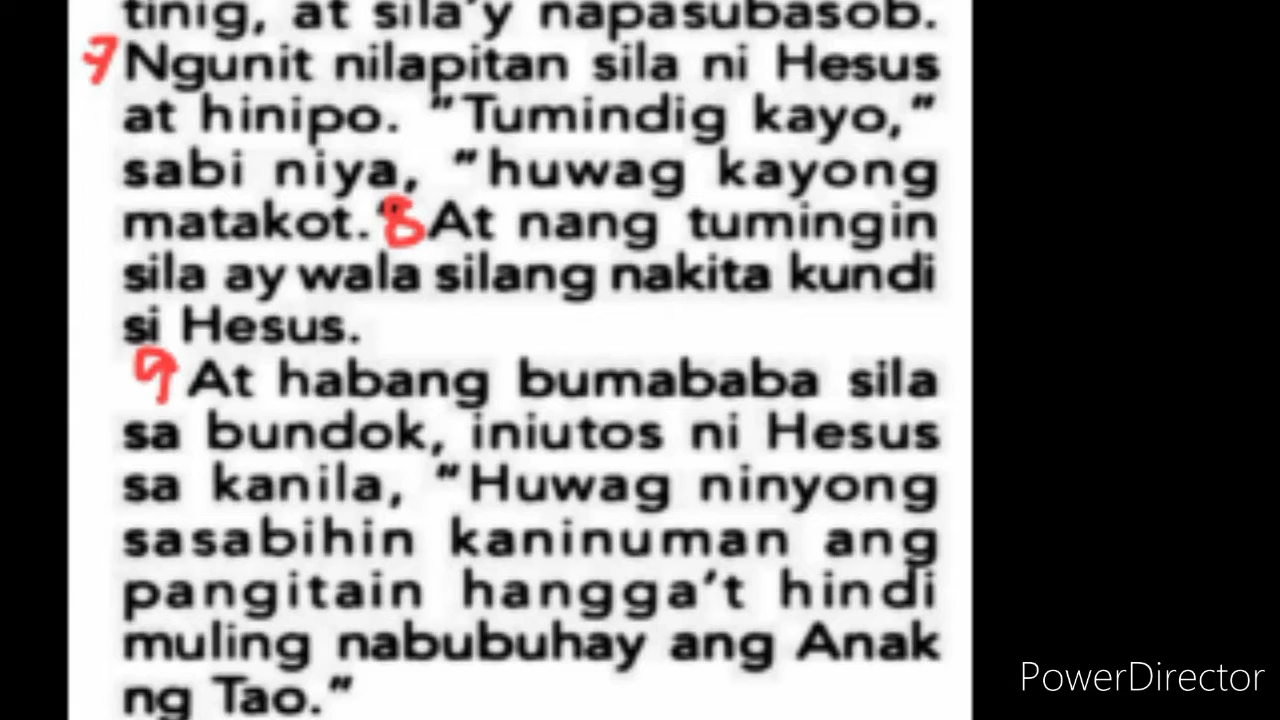 tinig, at sila'y napasubasob.
7 Ngunit nilapitan sila ni Hesus
at hinipo. "Tumindig kayo,"
sabi niya, "huwag kayong
matakot." 8 At nang tumingin
sila ay wala silang nakita kundi
si Hesus.
9 At habang bumababa sila
sa bundok, iniutos ni Hesus
sa kanila, "Huwag ninyong
sasabihin kaninuman ang
pangitain hangga't hindi
muling nabubuhay ang Anak
ng Tao."
PowerDirector